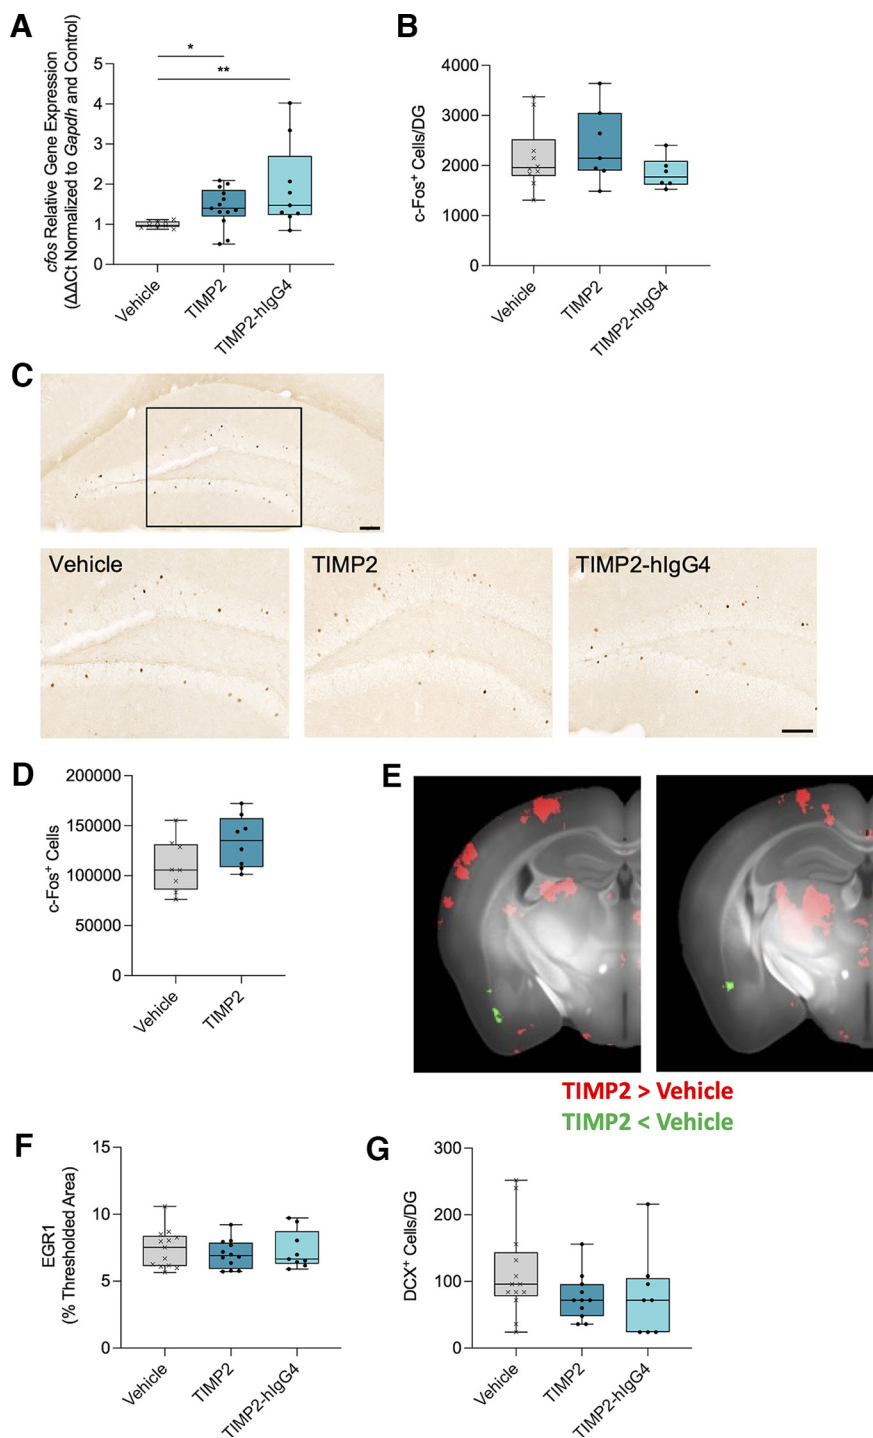 A
cfos Relative Gene Expression
(ΔΔCt Normalized to Gapdh and Control)
*
**
5
4
3
2
1
0
Vehicle
TIMP2
TIMP2-hIgG4
B
c-Fos⁺ Cells/DG
4000
3000
2000
1000
0
Vehicle
TIMP2
TIMP2-hIgG4
C
Vehicle
TIMP2
TIMP2-hIgG4
D
c-Fos⁺ Cells
200000
150000
100000
50000
0
Vehicle
TIMP2
E
TIMP2 > Vehicle
TIMP2 < Vehicle
F
EGR1
(% Thresholded Area)
15
10
5
0
Vehicle
TIMP2
TIMP2-hIgG4
G
DCX⁺ Cells/DG
300
200
100
0
Vehicle
TIMP2
TIMP2-hIgG4